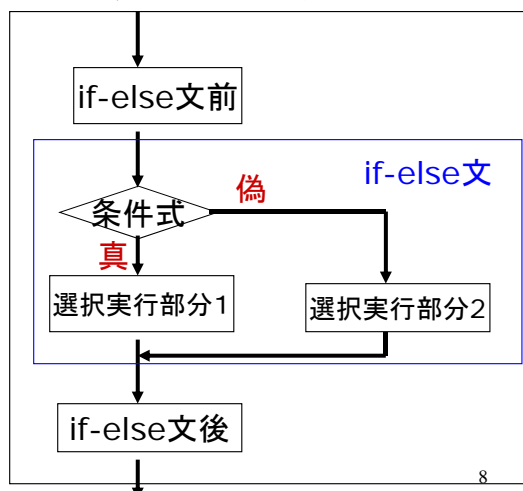 if-else文前
if-else文
条件式
偽
真
選択実行部分1
選択実行部分2
if-else文後
8